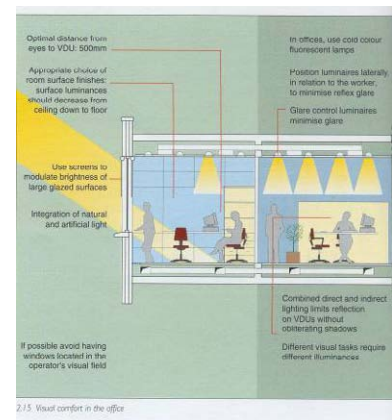 Optimal distance from
eyes to VDU: 500mm
Appropriate choice of
room surface finishes:
surface luminances
should decrease from
ceiling down to floor
Use screens to
modulate brightness of
large glazed surfaces
Integration of natural
and artificial light
If possible avoid having
windows located in the
operator's visual field
In offices, use cold colour
fluorescent lamps
Position luminaires laterally,
in relation to the worker,
to minimise reflex glare
Glare control luminaires
minimise glare
Combined direct and indirect
lighting limits reflection
on VDUs without
obliterating shadows
Different visual tasks require
different illuminances
2.15 Visual comfort in the office